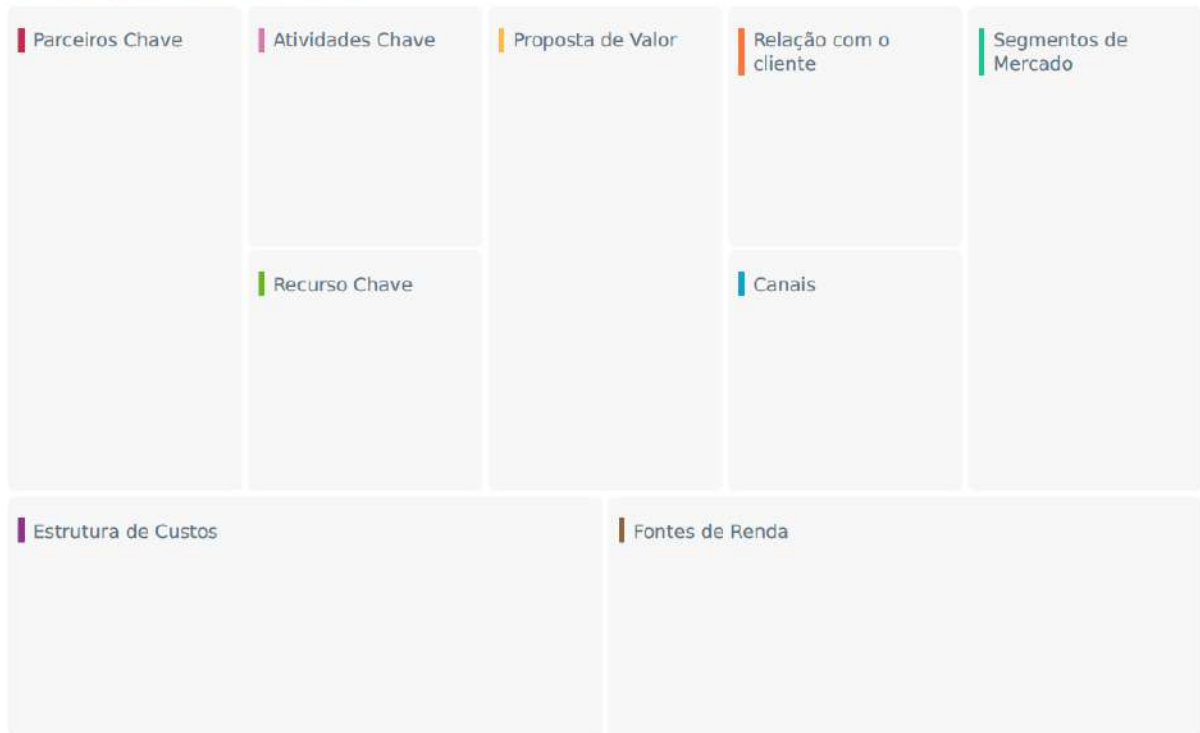 Parceiros Chave
Atividades Chave
Proposta de Valor
Relação com o
cliente
Segmentos de
Mercado
Recurso Chave
Canais
Estrutura de Custos
Fontes de Renda